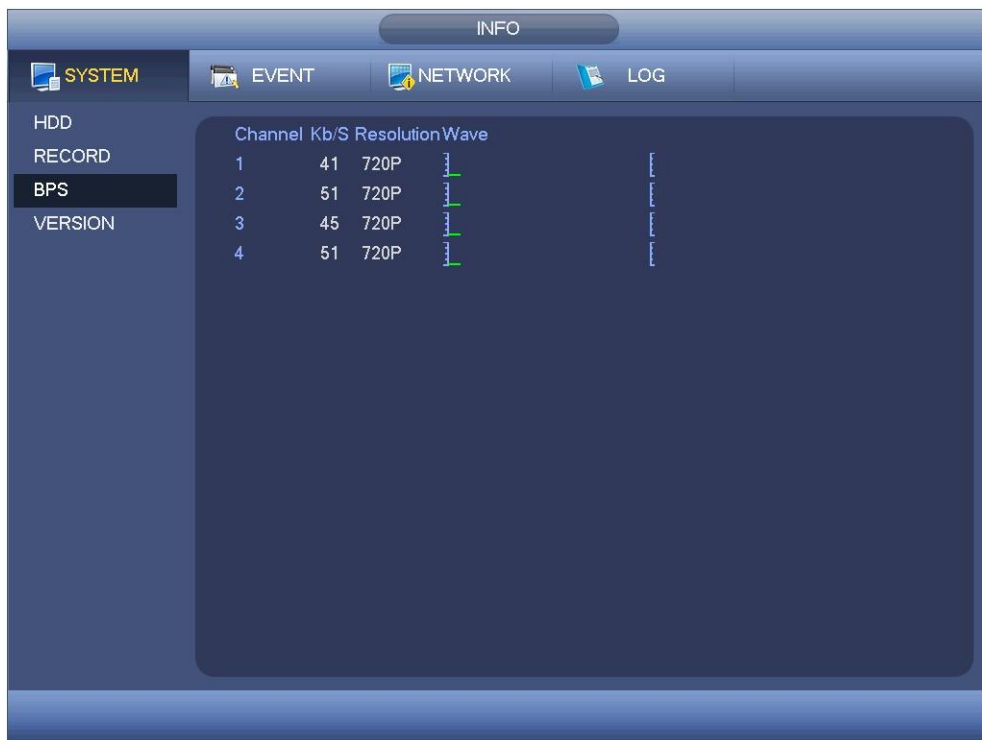 INFO
SYSTEM EVENT NETWORK LOG
HDD
RECORD
BPS
VERSION
Channel Kb/S Resolution Wave
1 41 720P
2 51 720P
3 45 720P
4 51 720P